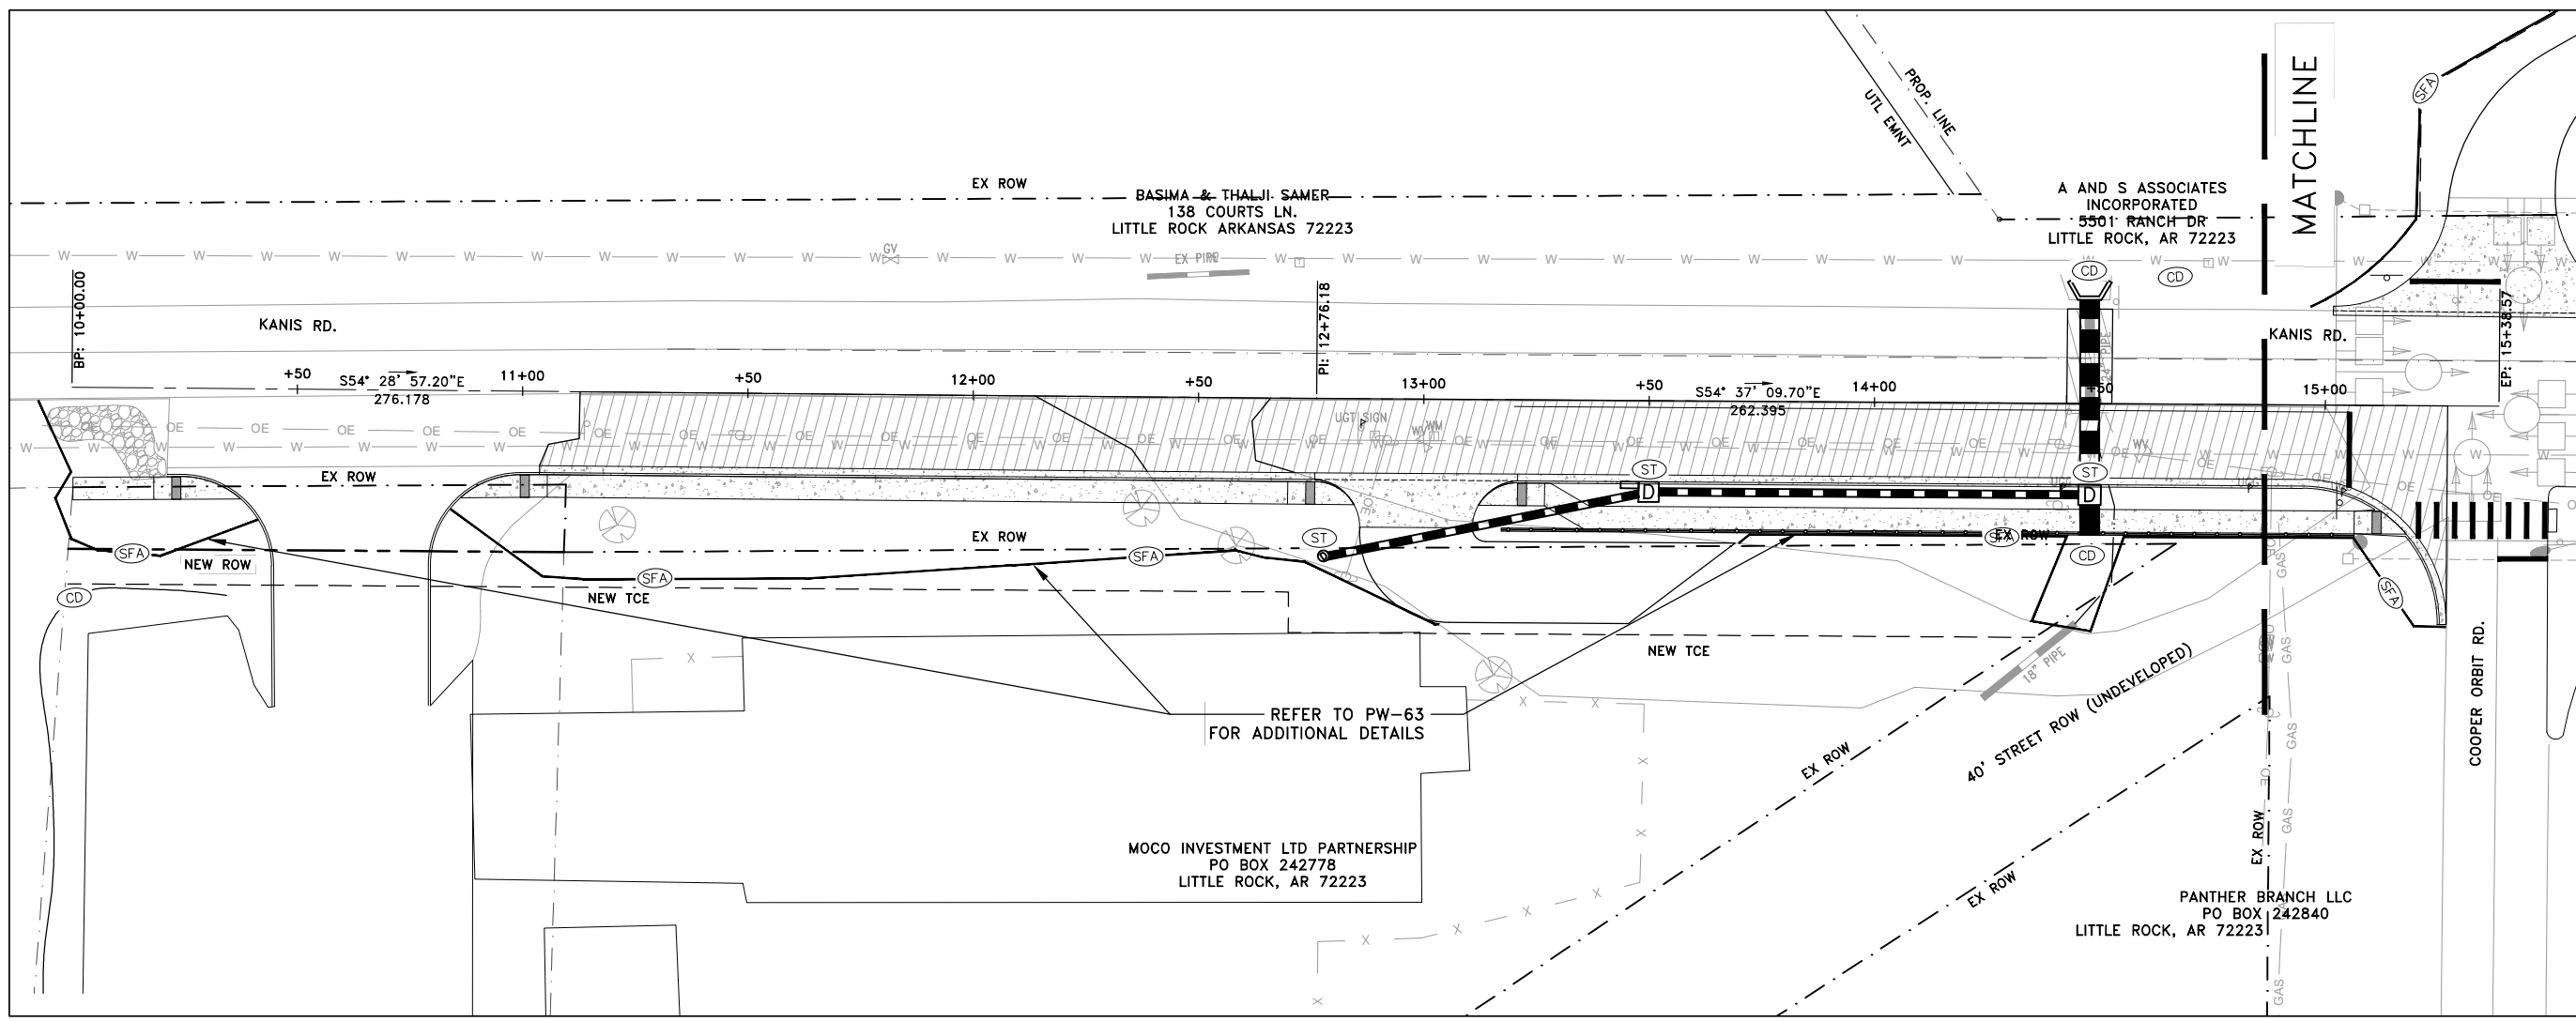 PROP. LINE
UTL EMNT
MATCHLINE
SFA
EX ROW
BASIMA & THALJI SAMER
138 COURTS LN.
LITTLE ROCK ARKANSAS 72223
A AND S ASSOCIATES
INCORPORATED
5501 RANCH DR
LITTLE ROCK, AR 72223
GV
EX PIPE
CD
CD
BP: 10+00.00
KANIS RD.
PI: 12+76.18
KANIS RD.
EP: 15+38.57
24" PIPE
+50
S54° 28' 57.20"E
276.178
11+00
+50
12+00
+50
13+00
+50
S54° 37' 09.70"E
262.395
14+00
+50
15+00
UGT SIGN
WV
WM
WV
OE
W
EX ROW
ST
D
ST
D
EX ROW
ST
EX ROW
SFA
NEW ROW
SFA
SFA
CD
SFA
CD
NEW TCE
NEW TCE
18" PIPE
GAS
REFER TO PW-63
FOR ADDITIONAL DETAILS
40' STREET ROW (UNDEVELOPED)
COOPER ORBIT RD.
EX ROW
EX ROW
EX ROW
MOCO INVESTMENT LTD PARTNERSHIP
PO BOX 242778
LITTLE ROCK, AR 72223
PANTHER BRANCH LLC
PO BOX 242840
LITTLE ROCK, AR 72223